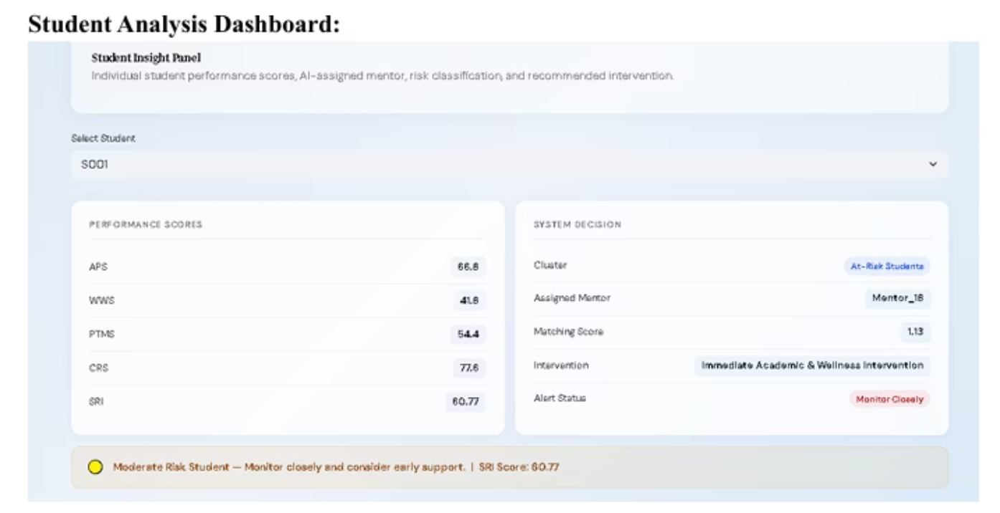 Student Analysis Dashboard:
Student Insight Panel
Individual student performance scores, AI-assigned mentor, risk classification, and recommended intervention.
Select Student
S001
PERFORMANCE SCORES
APS 66.8
WWS 41.8
PTMS 54.4
CRS 77.6
SRI 60.77
SYSTEM DECISION
Cluster At-Risk Students
Assigned Mentor Mentor_18
Matching Score 1.13
Intervention Immediate Academic & Wellness Intervention
Alert Status Monitor Closely
Moderate Risk Student — Monitor closely and consider early support. | SRI Score: 60.77